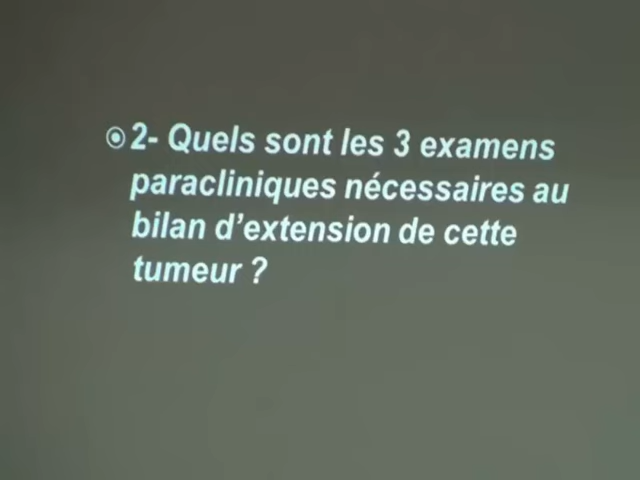 2- Quels sont les 3 examens
paracliniques nécessaires au
bilan d'extension de cette
tumeur ?